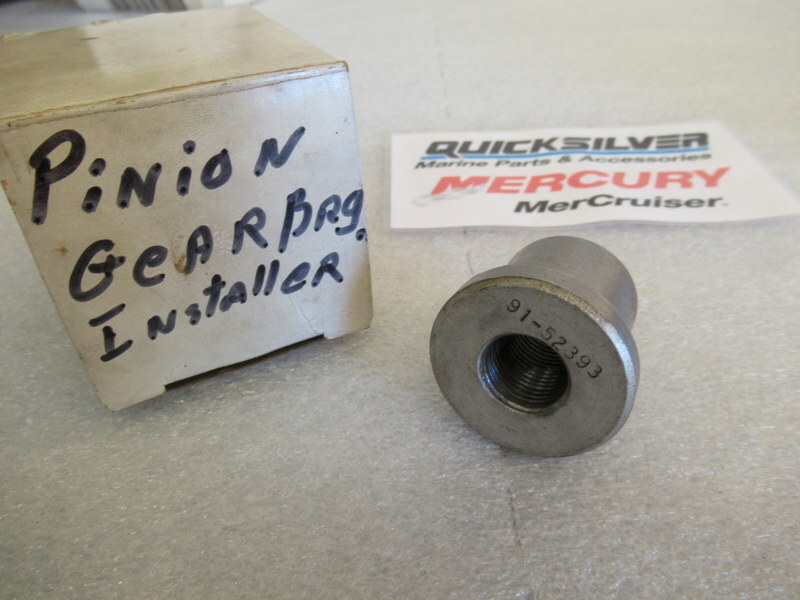 PiNiON
GeAR BRg.
INstalleR
QUICKSILVER
Marine Parts & Accessories
MERCURY
MerCruiser
91-52393